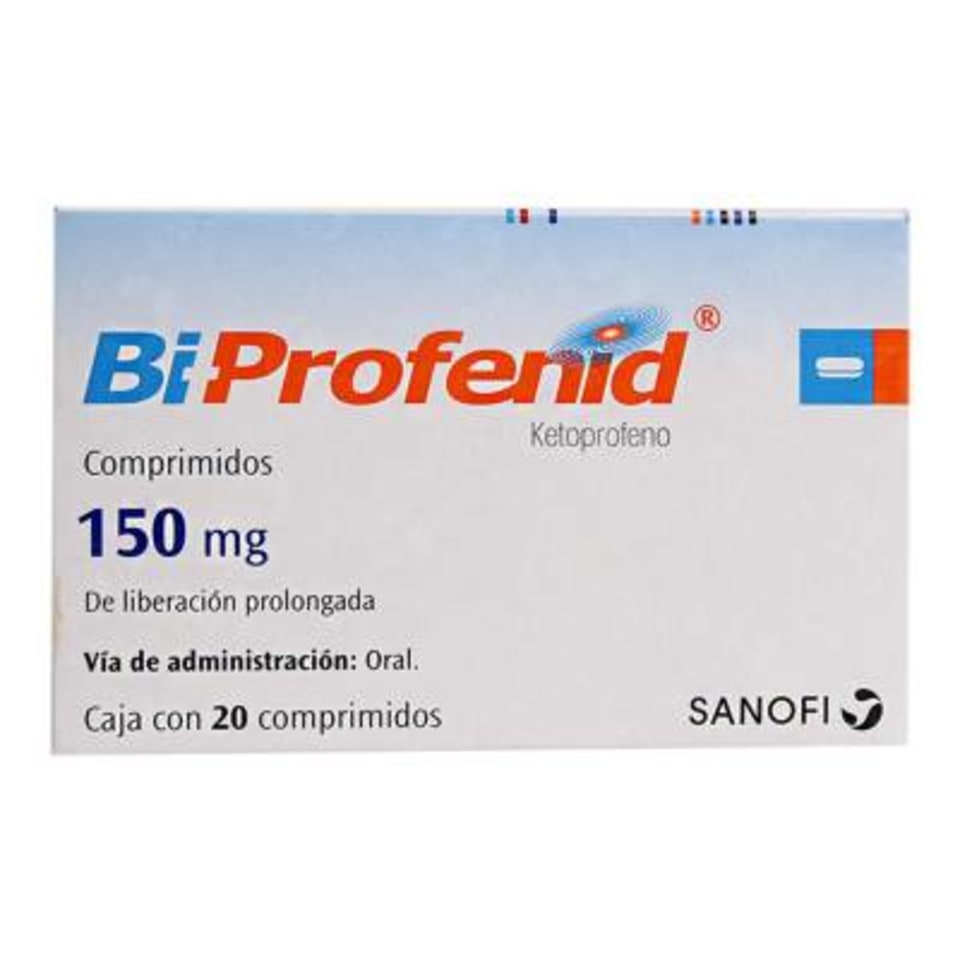 Bi-Profenid®
Ketoprofeno
Comprimidos
150 mg
De liberación prolongada
Vía de administración: Oral.
Caja con 20 comprimidos
SANOFI